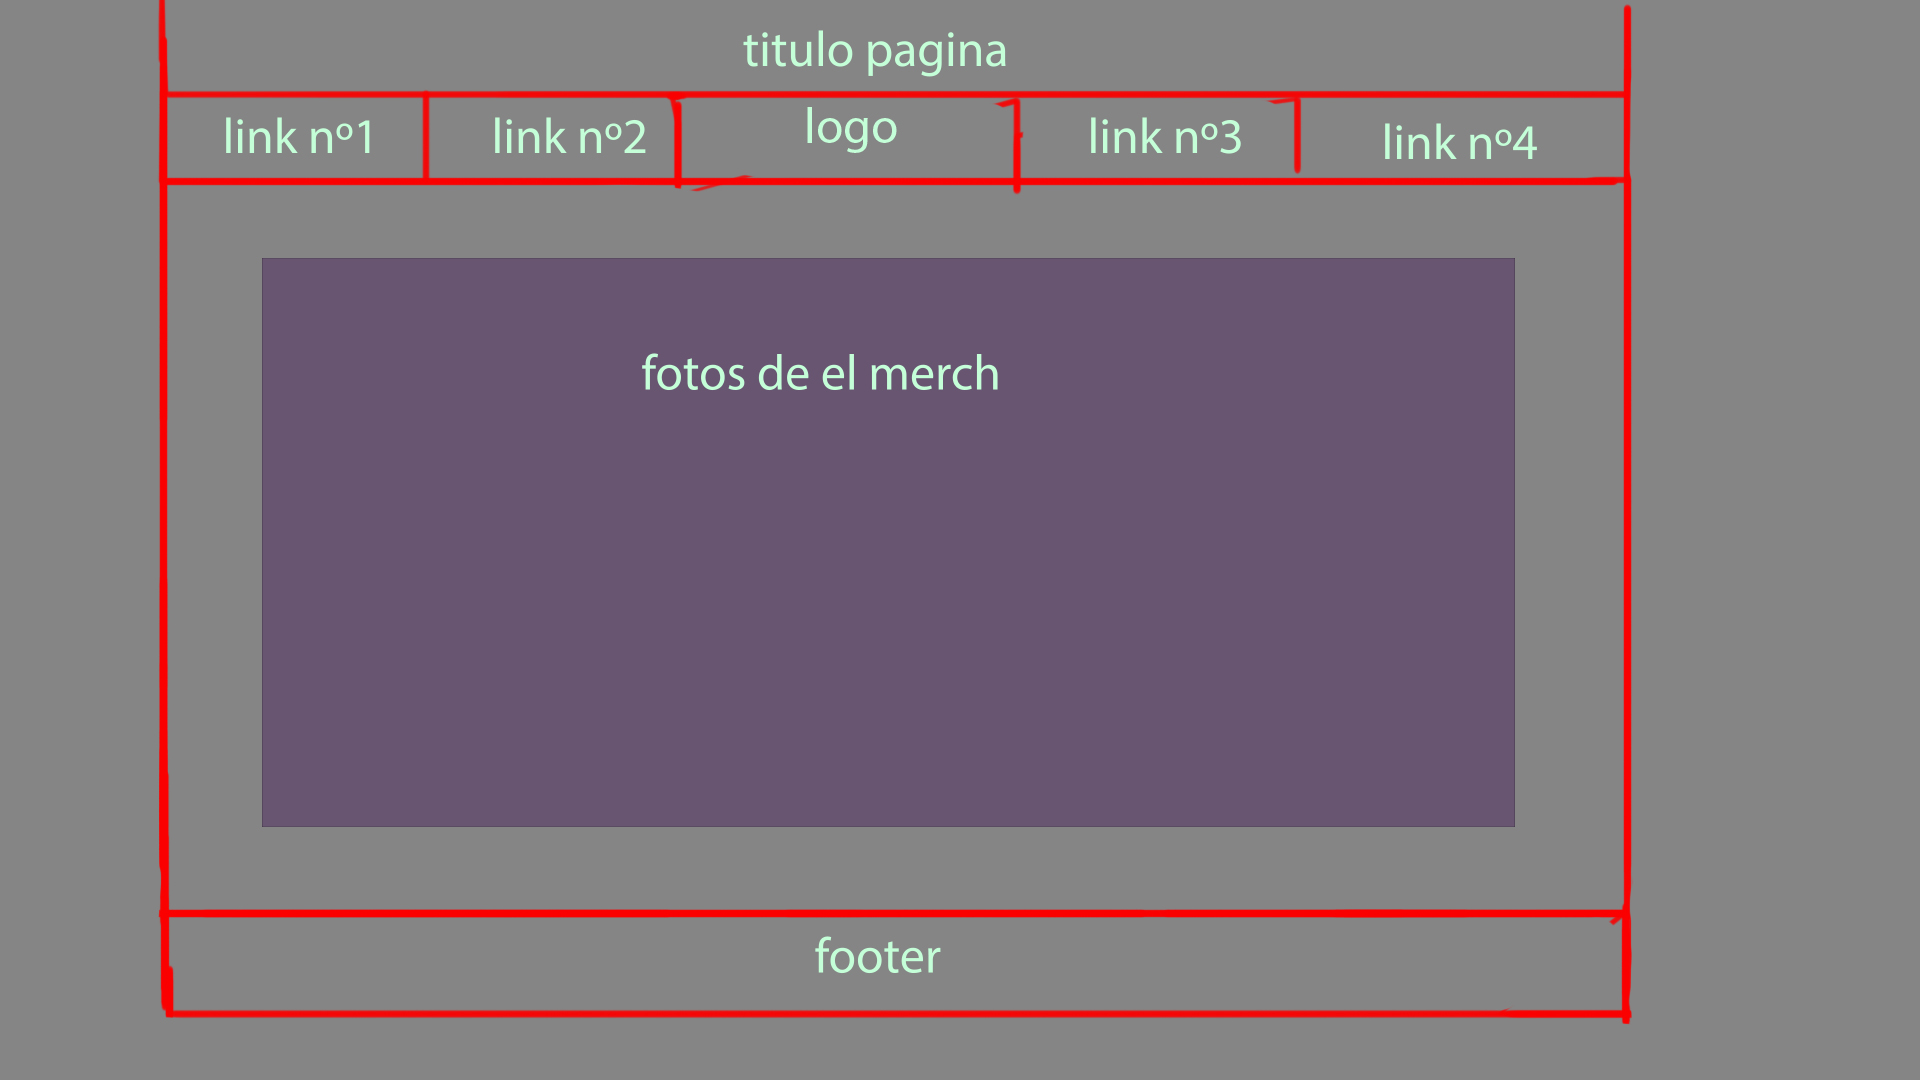 titulo pagina
link nº1
link nº2
logo
link nº3
link nº4
fotos de el merch
footer